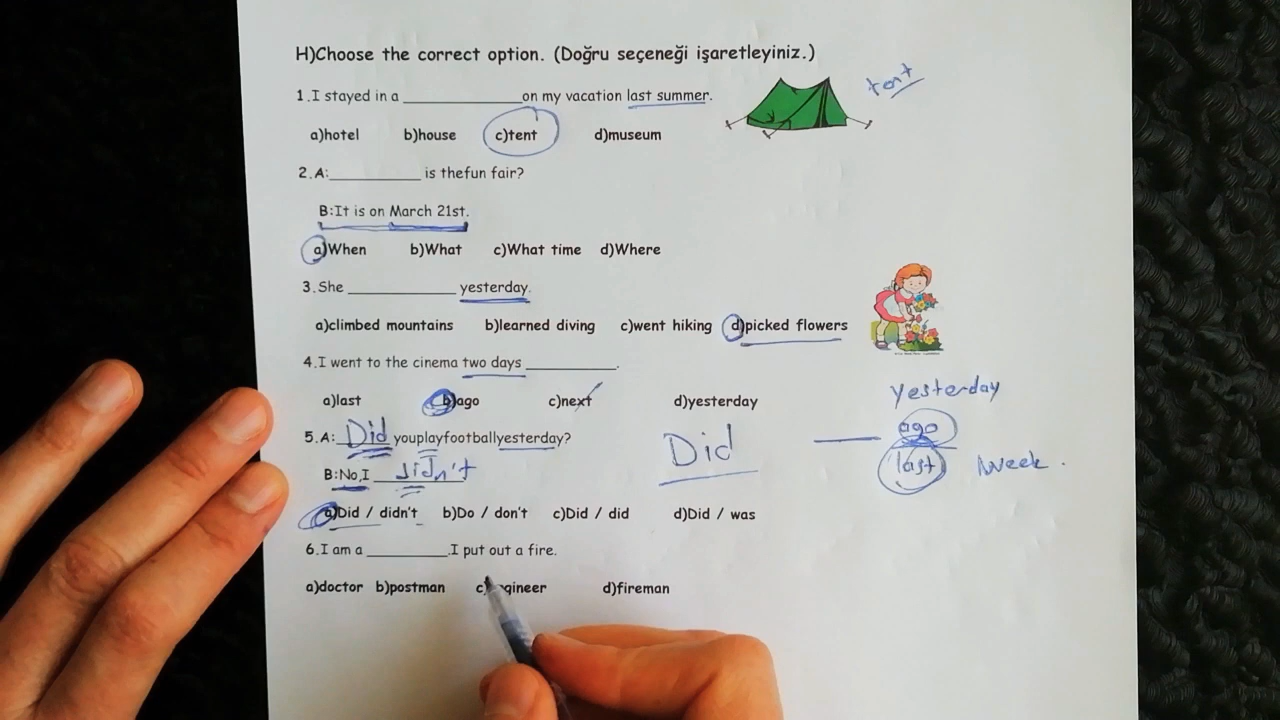 H)Choose the correct option. (Doğru seçeneği işaretleyiniz.)
1.I stayed in a ____________on my vacation last summer.
tent
a)hotel b)house c)tent d)museum
2.A:__________ is thefun fair?
B:It is on March 21st.
a)When b)What c)What time d)Where
3.She ____________ yesterday.
a)climbed mountains b)learned diving c)went hiking d)picked flowers
4.I went to the cinema two days __________.
yesterday
a)last b)ago c)next d)yesterday
ago
5.A: Did youplayfootballyesterday?
Did
last week.
B:No,I didn't
a)Did / didn't b)Do / don't c)Did / did d)Did / was
6.I am a _________.I put out a fire.
a)doctor b)postman d)fireman